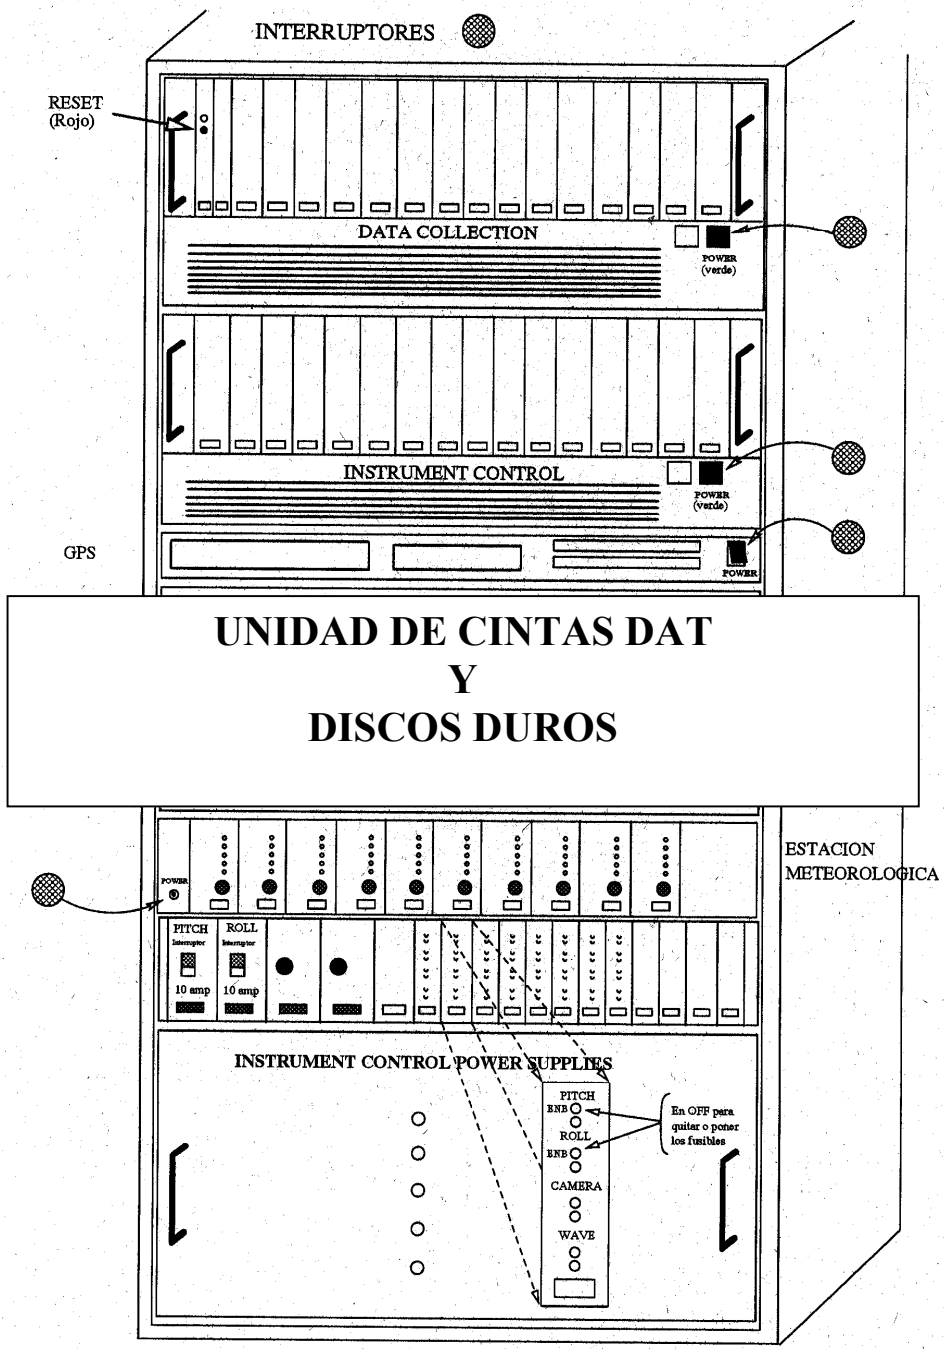 INTERRUPTORES
RESET
(Rojo)
DATA COLLECTION
POWER
(verde)
INSTRUMENT CONTROL
POWER
(verde)
GPS
POWER
UNIDAD DE CINTAS DAT
Y
DISCOS DUROS
ESTACION
METEOROLOGICA
POWER
PITCH
Interruptor
10 amp
ROLL
Interruptor
10 amp
INSTRUMENT CONTROL POWER SUPPLIES
PITCH
ENB
ROLL
ENB
CAMERA
WAVE
En OFF para
quitar o poner
los fusibles